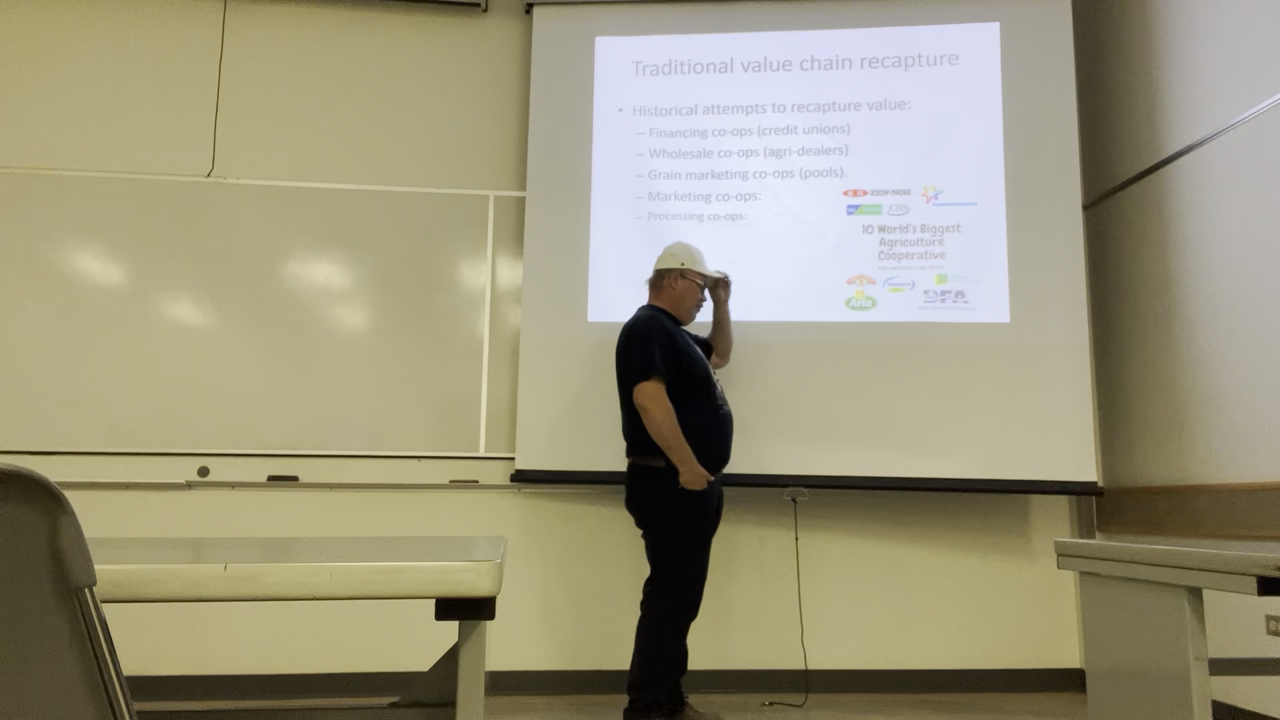 Traditional value chain recapture
• Historical attempts to recapture value:
– Financing co-ops (credit unions)
– Wholesale co-ops (agri-dealers)
– Grain marketing co-ops (pools).
– Marketing co-ops:
– Processing co-ops:
ZEN-NOH
CHS
10 World's Biggest
Agriculture
Cooperative
Arla
DFA